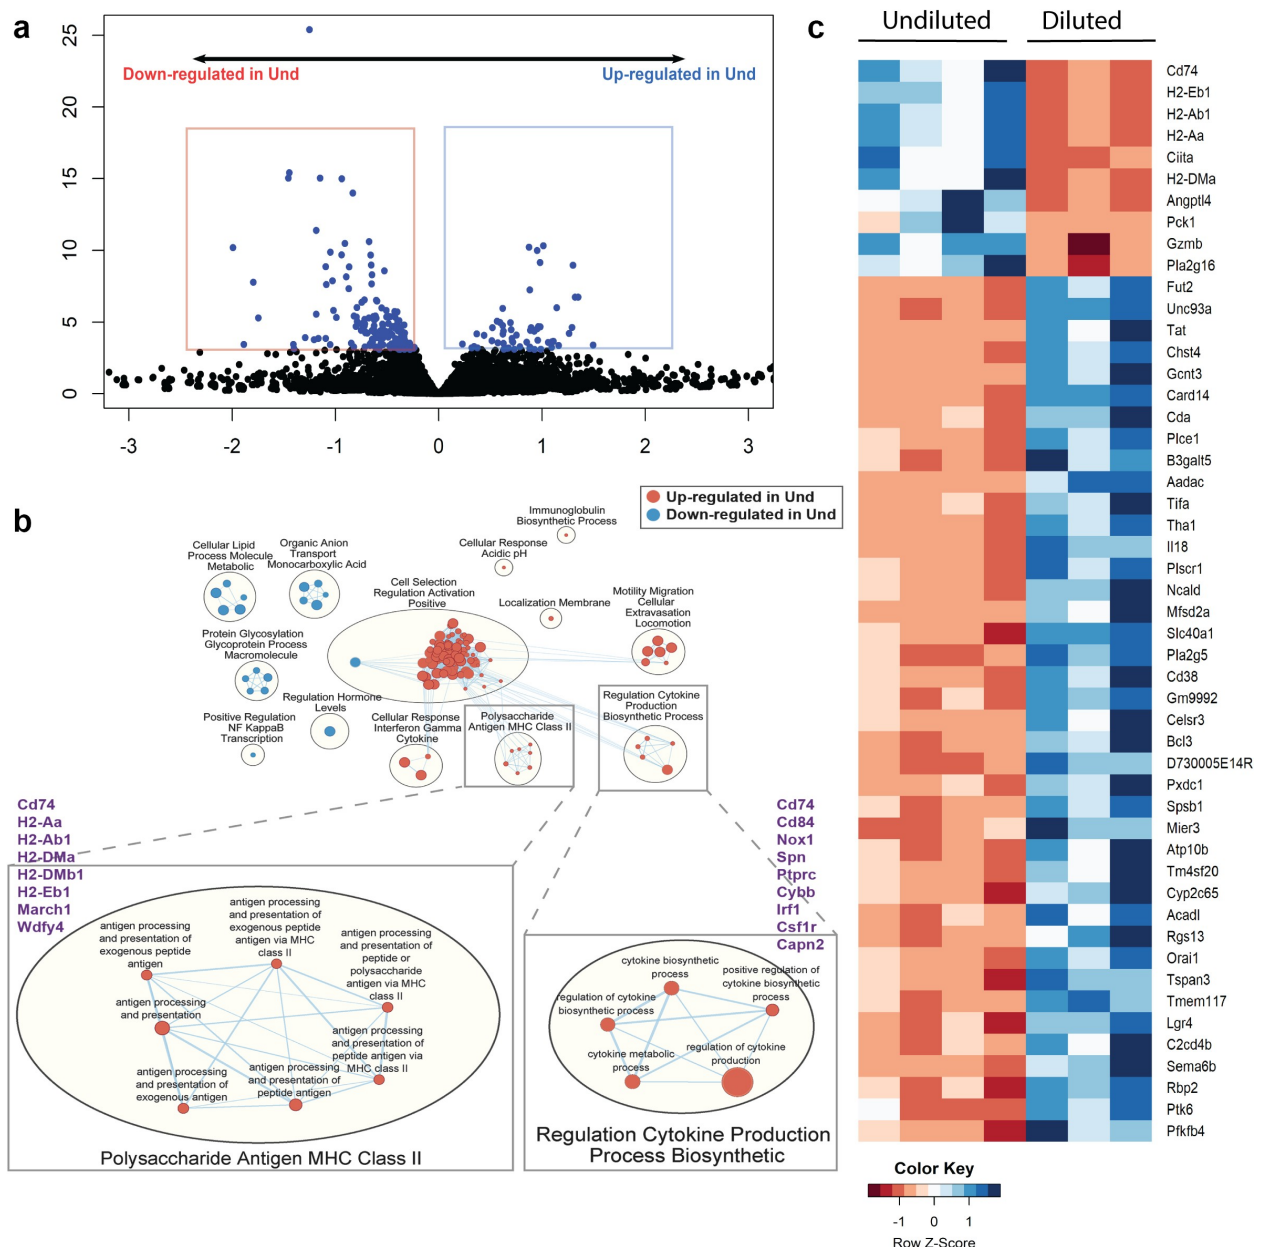 a
25
20
15
10
5
0
Down-regulated in Und
Up-regulated in Und
-3
-2
-1
0
1
2
3
b
Up-regulated in Und
Down-regulated in Und
Immunoglobulin
Biosynthetic Process
Cellular Response
Acidic pH
Cellular Lipid
Process Molecule
Metabolic
Organic Anion
Transport
Monocarboxylic Acid
Cell Selection
Regulation Activation
Positive
Localization Membrane
Motility Migration
Cellular
Extravasation
Locomotion
Protein Glycosylation
Glycoprotein Process
Macromolecule
Regulation Hormone
Levels
Positive Regulation
NF KappaB
Transcription
Cellular Response
Interferon Gamma
Cytokine
Polysaccharide
Antigen MHC Class II
Regulation Cytokine
Production
Biosynthetic Process
Cd74
H2-Aa
H2-Ab1
H2-DMa
H2-DMb1
H2-Eb1
March1
Wdfy4
Cd74
Cd84
Nox1
Spn
Ptprc
Cybb
Irf1
Csf1r
Capn2
antigen processing
and presentation of
exogenous peptide
antigen
antigen processing
and presentation of
exogenous peptide
antigen via MHC
class II
antigen processing
and presentation of
peptide or
polysaccharide
antigen via MHC
class II
antigen processing
and presentation
antigen processing
and presentation of
peptide antigen via
MHC class II
antigen processing
and presentation of
exogenous antigen
antigen processing
and presentation of
peptide antigen
Polysaccharide Antigen MHC Class II
cytokine biosynthetic
process
positive regulation of
cytokine biosynthetic
process
regulation of cytokine
biosynthetic process
cytokine metabolic
process
regulation of cytokine
production
Regulation Cytokine Production
Process Biosynthetic
c
Undiluted
Diluted
Cd74
H2-Eb1
H2-Ab1
H2-Aa
Ciita
H2-DMa
Angptl4
Pck1
Gzmb
Pla2g16
Fut2
Unc93a
Tat
Chst4
Gcnt3
Card14
Cda
Plce1
B3galt5
Aadac
Tifa
Tha1
Il18
Plscr1
Ncald
Mfsd2a
Slc40a1
Pla2g5
Cd38
Gm9992
Celsr3
Bcl3
D730005E14R
Pxdc1
Spsb1
Mier3
Atp10b
Tm4sf20
Cyp2c65
Acadl
Rgs13
Orai1
Tspan3
Tmem117
Lgr4
C2cd4b
Sema6b
Rbp2
Ptk6
Pfkfb4
Color Key
-1
0
1
Row Z-Score